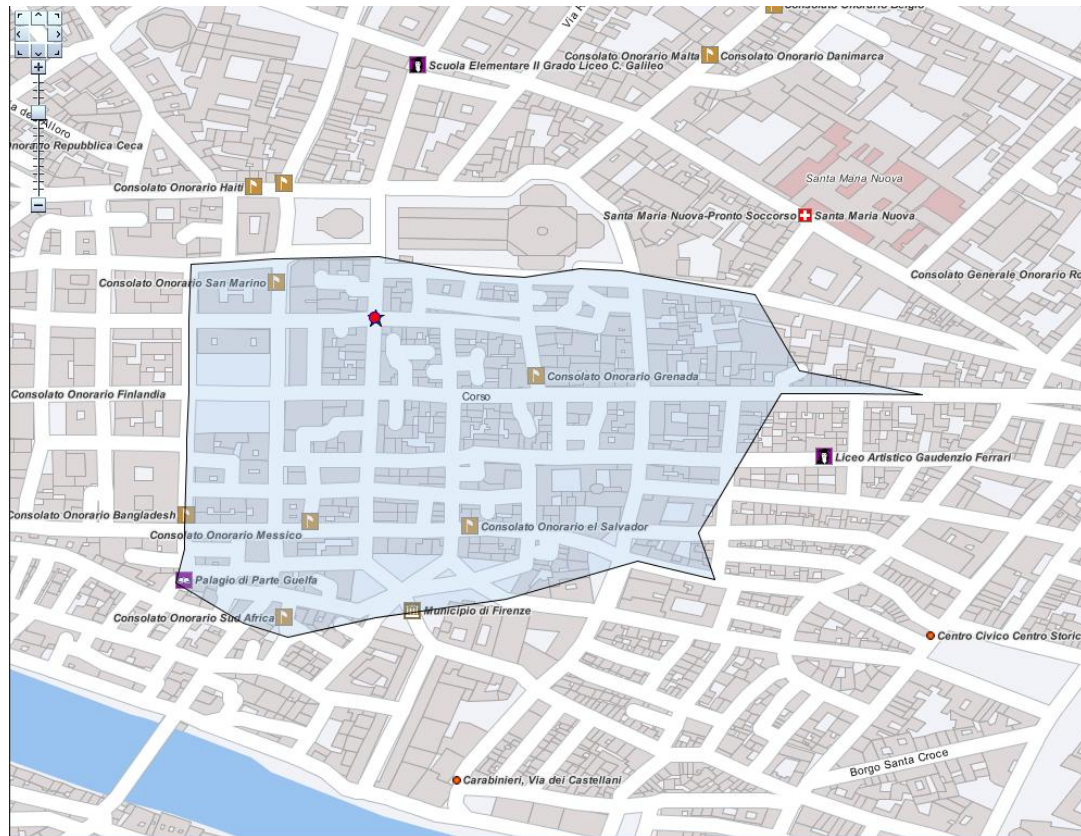 Consolato Onorario Belgio
Via R
Consolato Onorario Malta
Consolato Onorario Danimarca
Scuola Elementare II Grado Liceo C. Galileo
a dell'Alloro
Onorario Repubblica Ceca
Santa Maria Nuova
Consolato Onorario Haiti
Santa Maria Nuova-Pronto Soccorso
Santa Maria Nuova
Consolato Generale Onorario Ro
Consolato Onorario San Marino
Consolato Onorario Grenada
Consolato Onorario Finlandia
Corso
Liceo Artistico Gaudenzio Ferrari
Consolato Onorario Bangladesh
Consolato Onorario Messico
Consolato Onorario el Salvador
Palagio di Parte Guelfa
Consolato Onorario Sud Africa
Municipio di Firenze
Centro Civico Centro Storic
Borgo Santa Croce
Carabinieri, Via dei Castellani